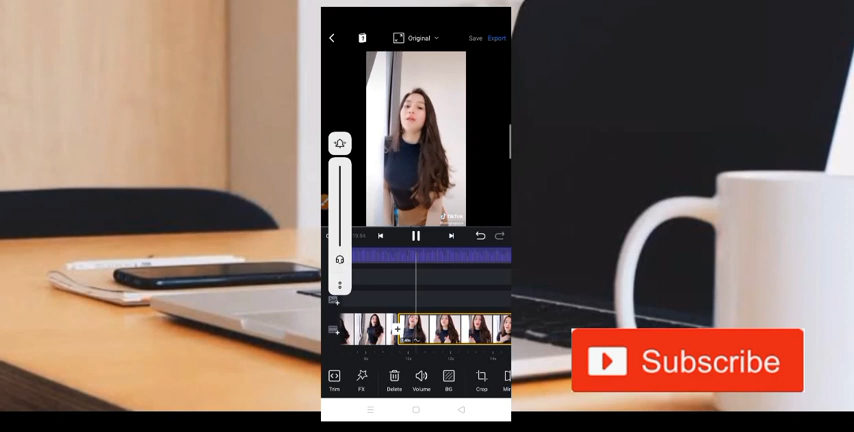 Original
Save
Export
TikTok
Trim
FX
Delete
Volume
BG
Crop
Subscribe